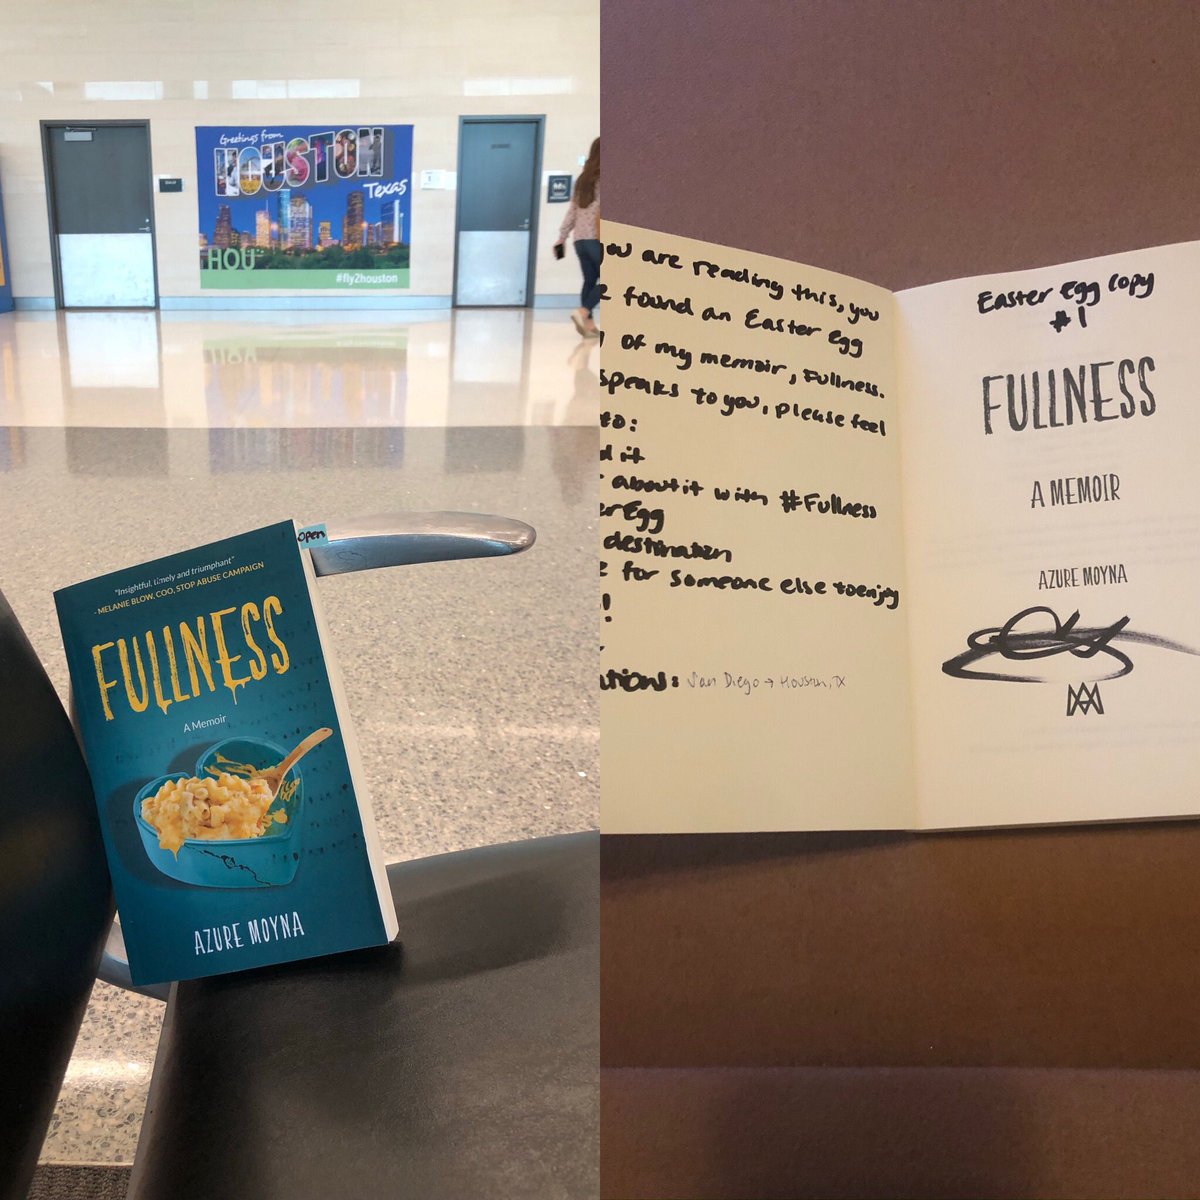 Greetings from
HOUSTON
Texas
HOU
#fly2houston
open
"Insightful, timely and triumphant"
- MELANIE BLOW, COO, STOP ABUSE CAMPAIGN
FULLNESS
A Memoir
AZURE MOYNA
you are reading this, you
found an Easter egg
of my memoir, Fullness.
speaks to you, please feel
to:
it
about it with #Fullness
Egg
destination
for someone else to enjoy
!
: San Diego → Houston, TX
Easter Egg Copy
#1
FULLNESS
A MEMOIR
AZURE MOYNA